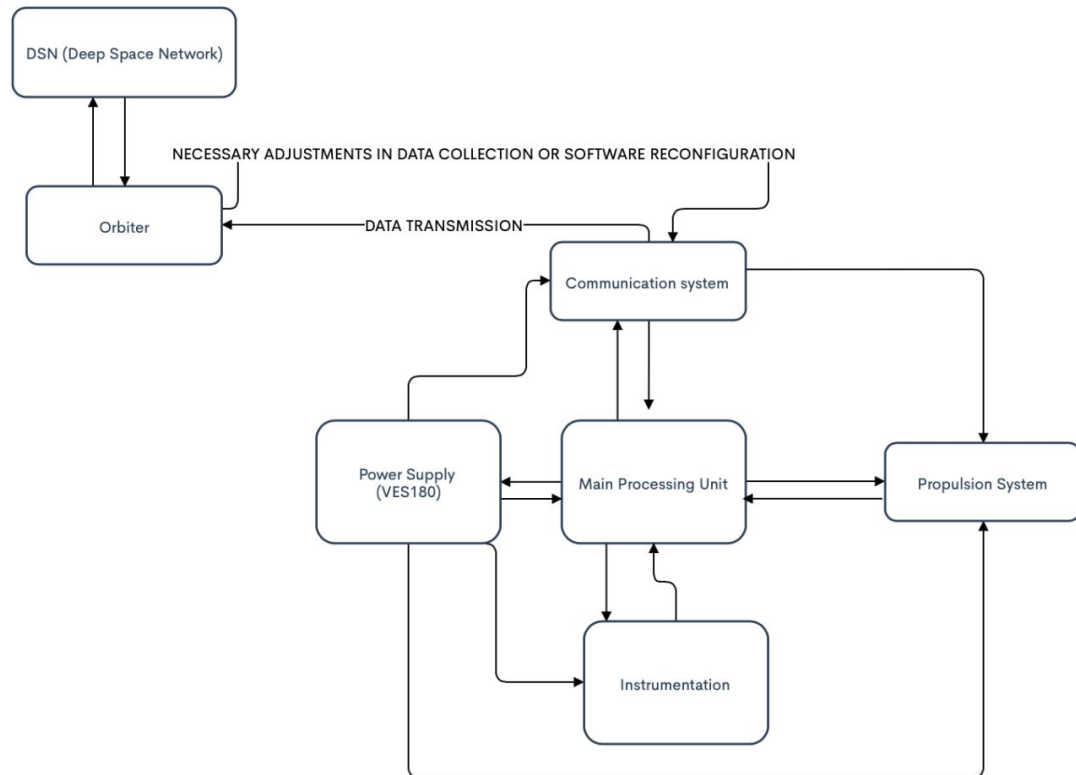 DSN (Deep Space Network)
NECESSARY ADJUSTMENTS IN DATA COLLECTION OR SOFTWARE RECONFIGURATION
Orbiter
DATA TRANSMISSION
Communication system
Power Supply
(VES180)
Main Processing Unit
Propulsion System
Instrumentation